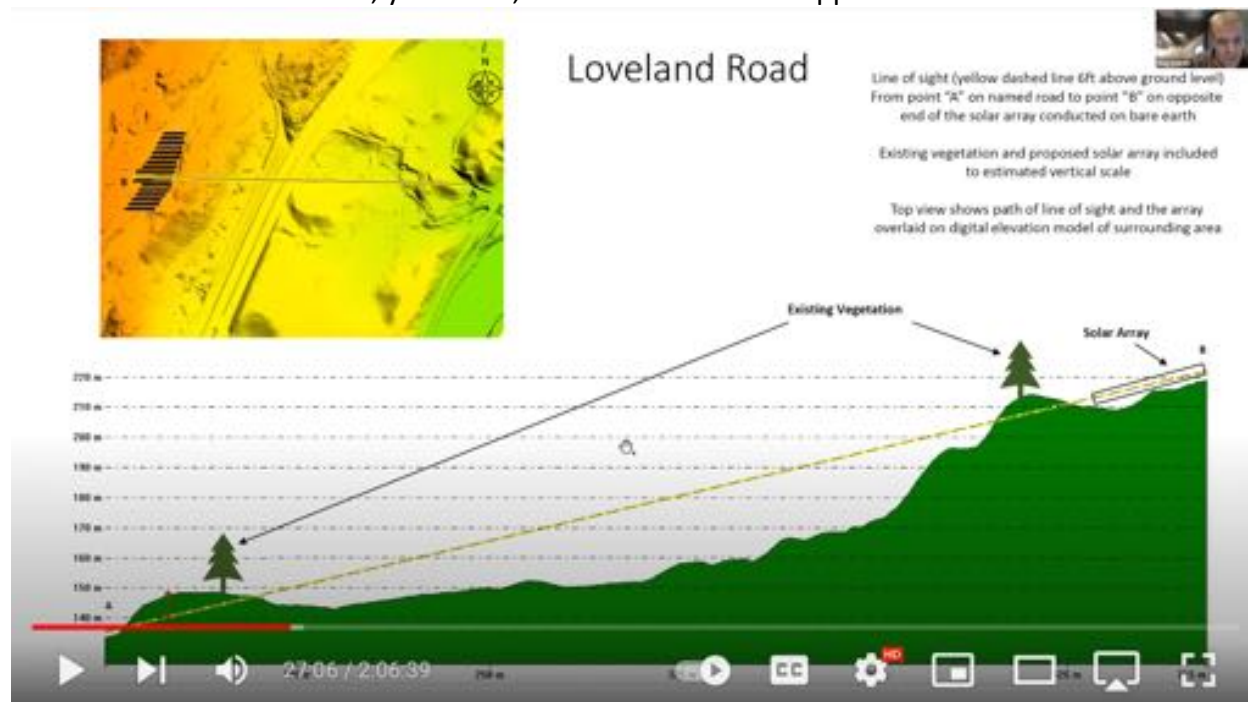 Loveland Road
Line of sight (yellow dashed line 6ft above ground level)
From point "A" on named road to point "B" on opposite
end of the solar array conducted on bare earth
Existing vegetation and proposed solar array included
to estimated vertical scale
Top view shows path of line of sight and the array
overlaid on digital elevation model of surrounding area
N
B
Existing Vegetation
Solar Array
B
220 m
210 m
200 m
190 m
180 m
170 m
160 m
150 m
A
140 m
27:06 / 2:06:39
250 m
CC
HD